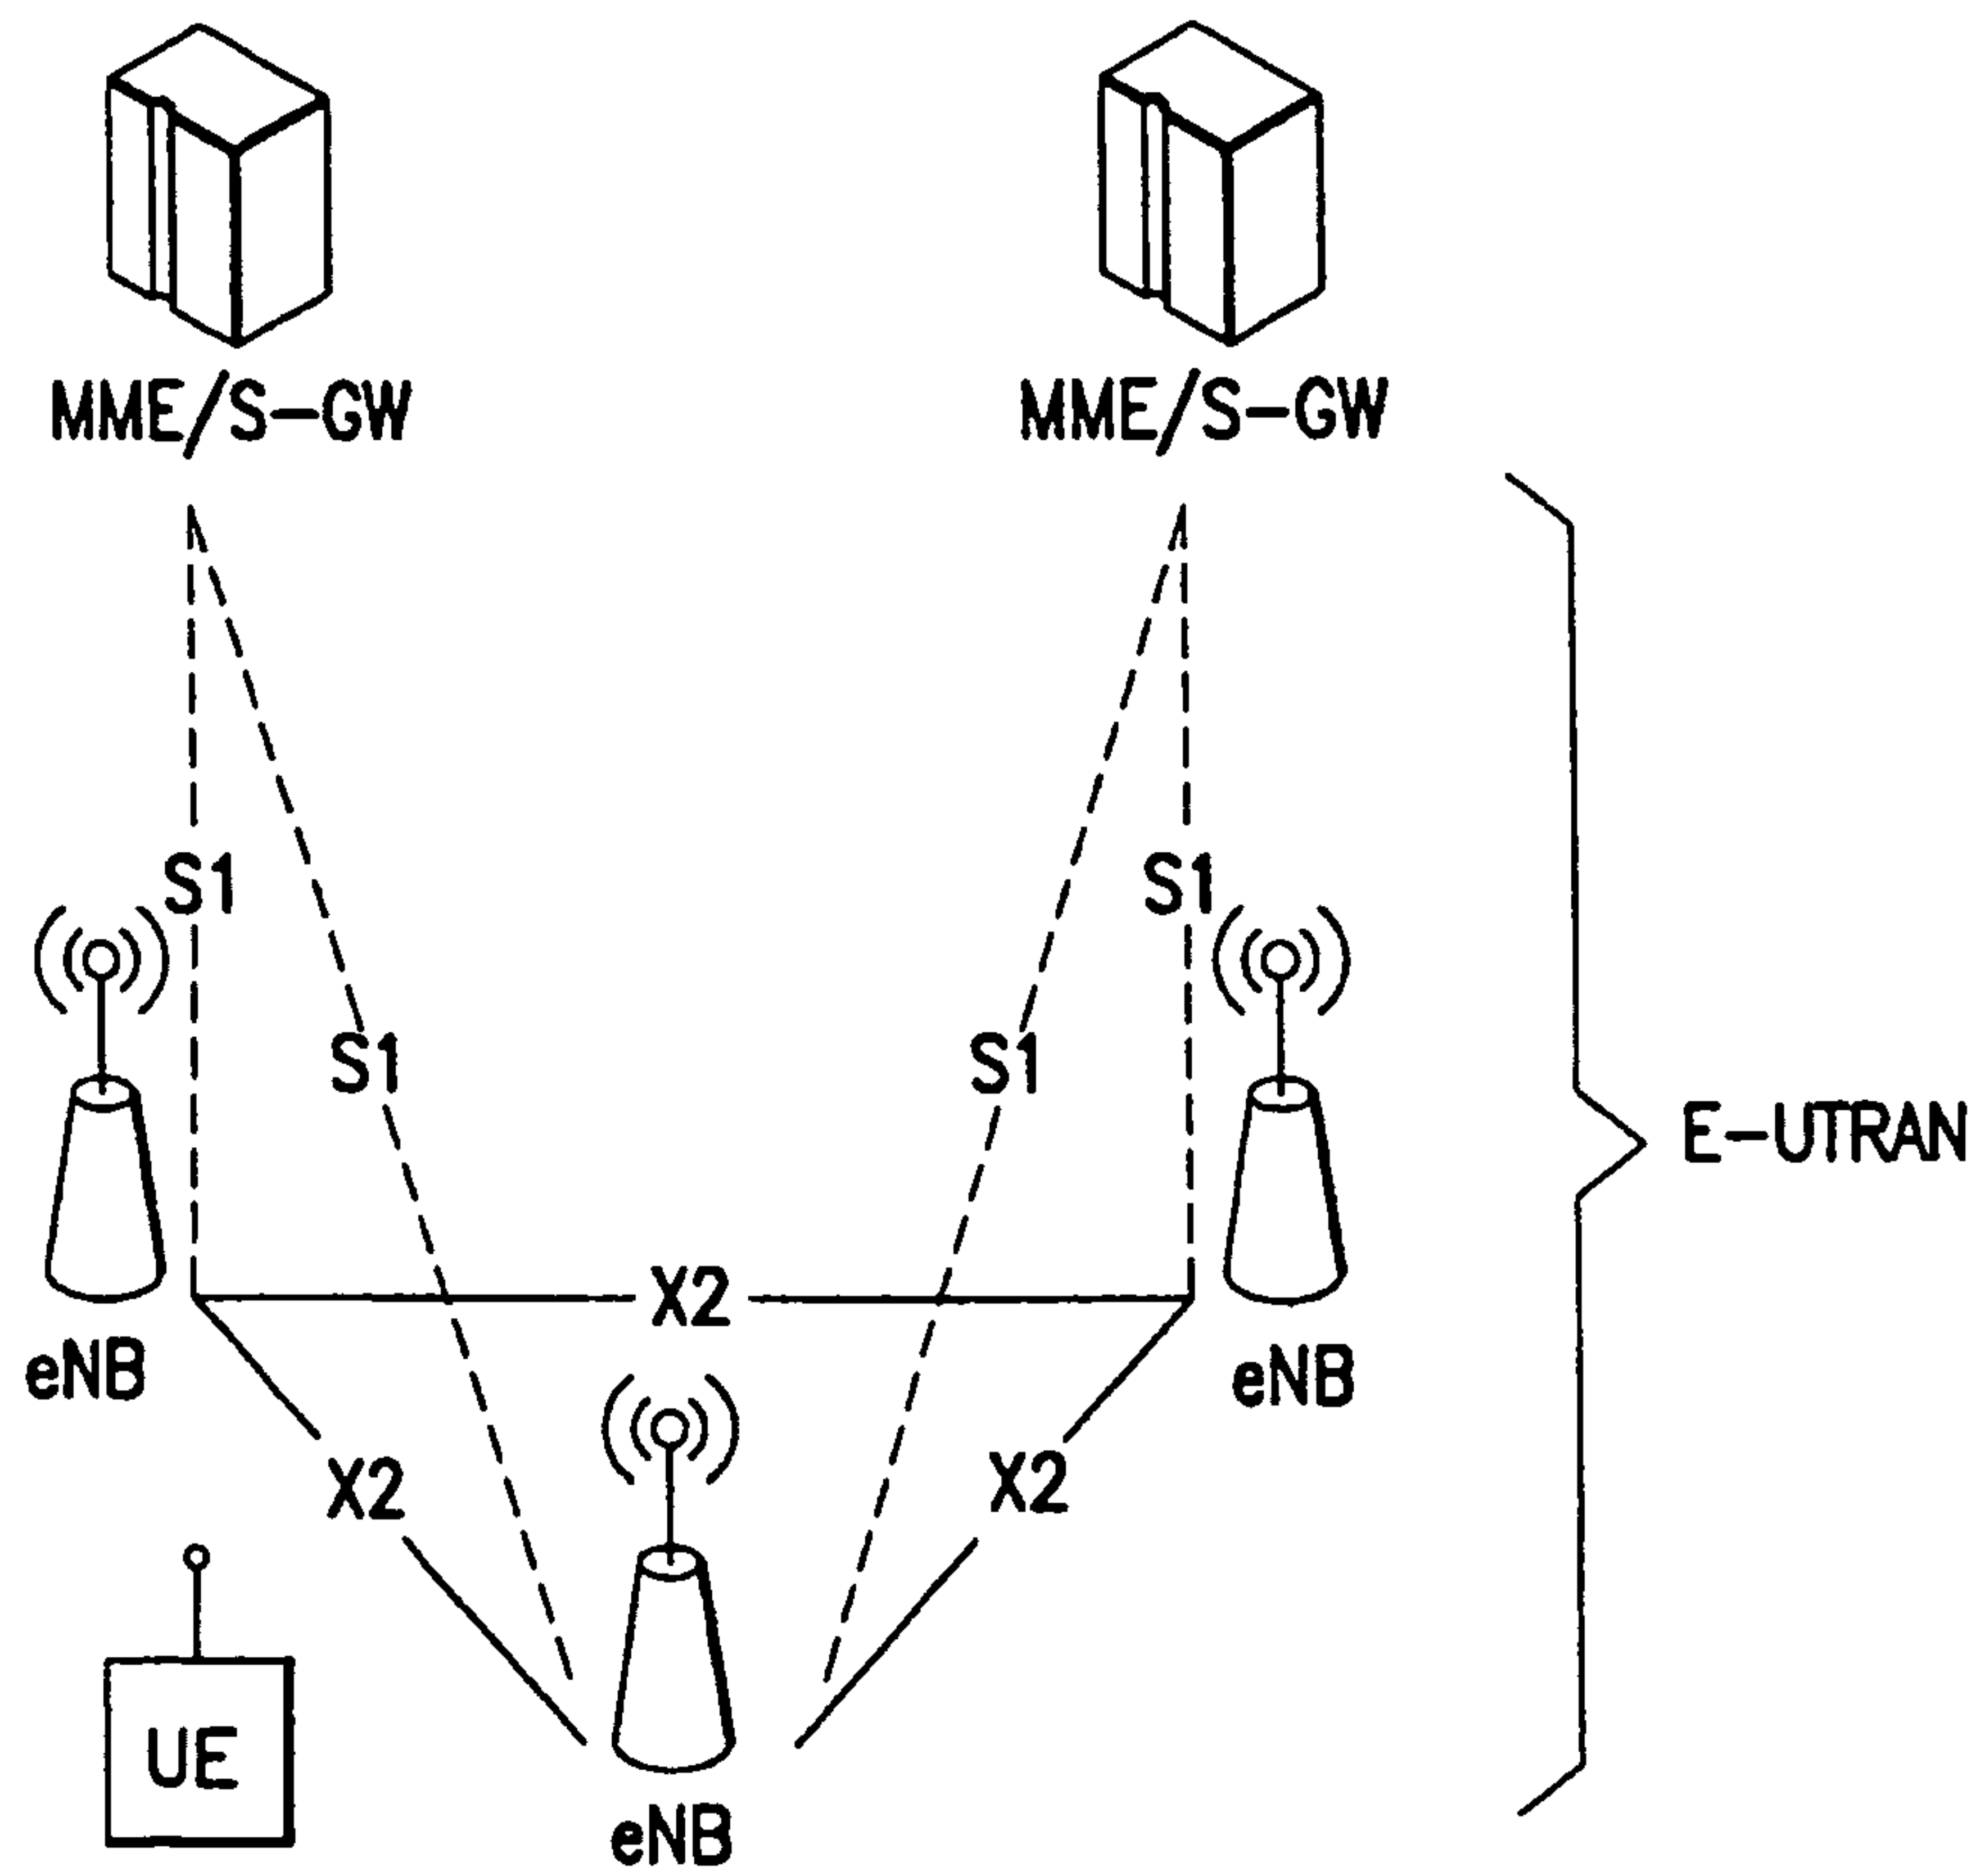 MME/S-GW
MME/S-GW
S1
S1
S1
S1
E-UTRAN
X2
eNB
eNB
X2
X2
UE
eNB